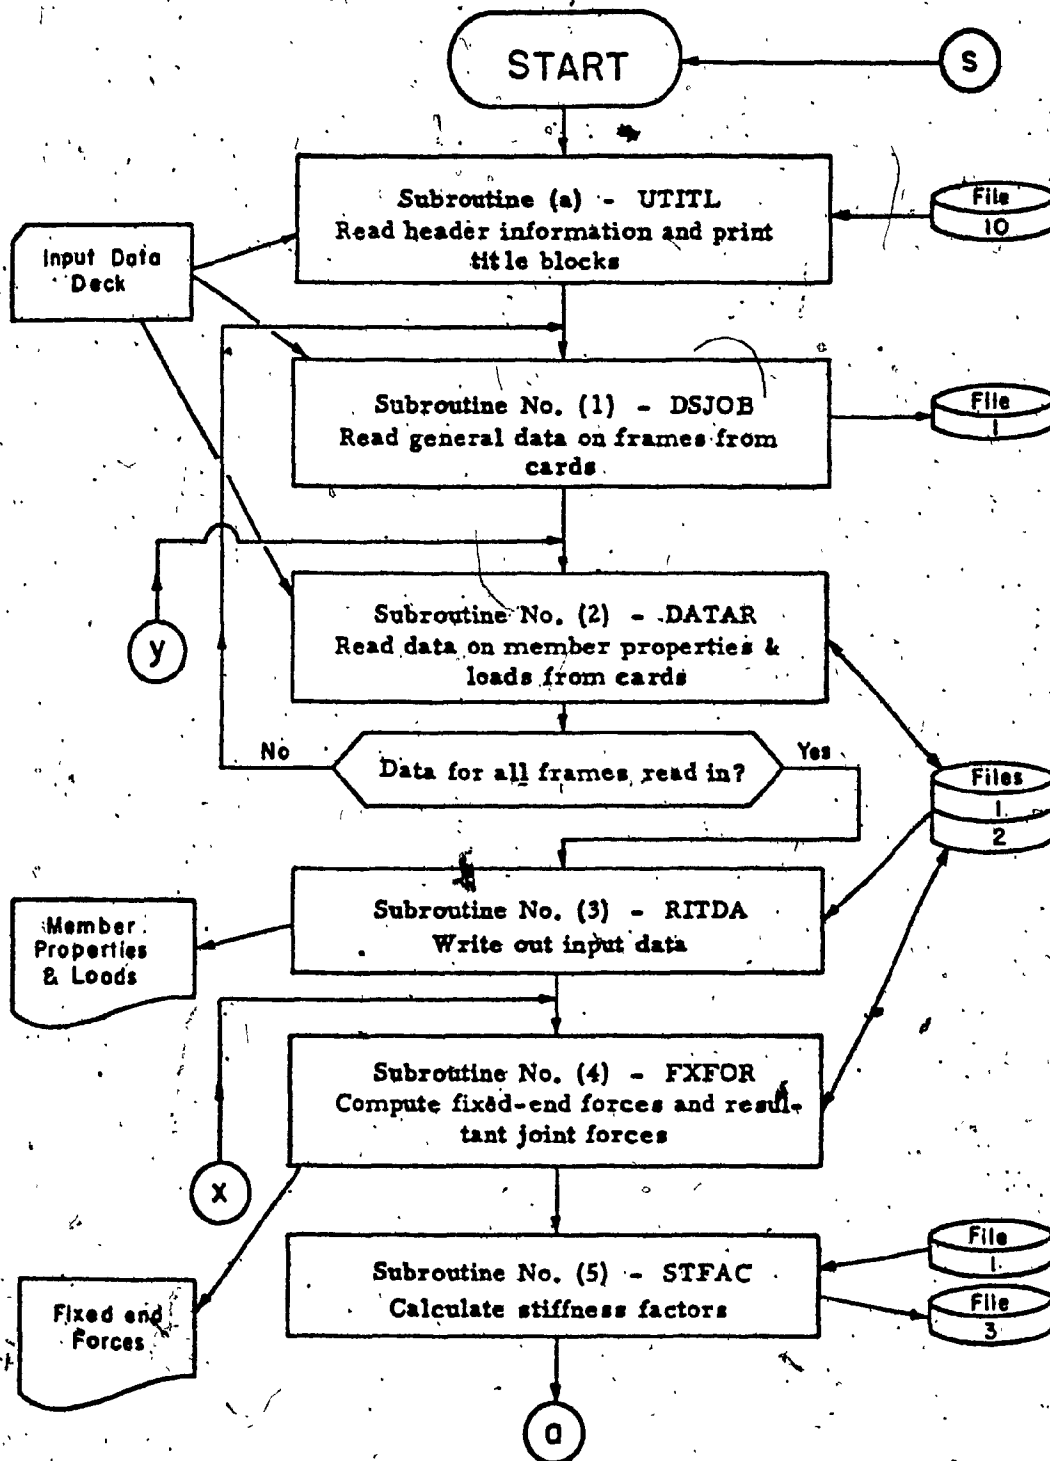 START
S
Subroutine (a) - UTITL
Read header information and print
title blocks
File
10
Input Data
Deck
Subroutine No. (1) - DSJOB
Read general data on frames from
cards
File
1
y
Subroutine No. (2) - DATAR
Read data on member properties &
loads from cards
No
Data for all frames read in?
Yes
Files
1
2
Subroutine No. (3) - RITDA
Write out input data
Member
Properties
& Loads
Subroutine No. (4) - FXFOR
Compute fixed-end forces and resul-
tant joint forces
x
Subroutine No. (5) - STFAC
Calculate stiffness factors
File
1
File
3
Fixed end
Forces
a